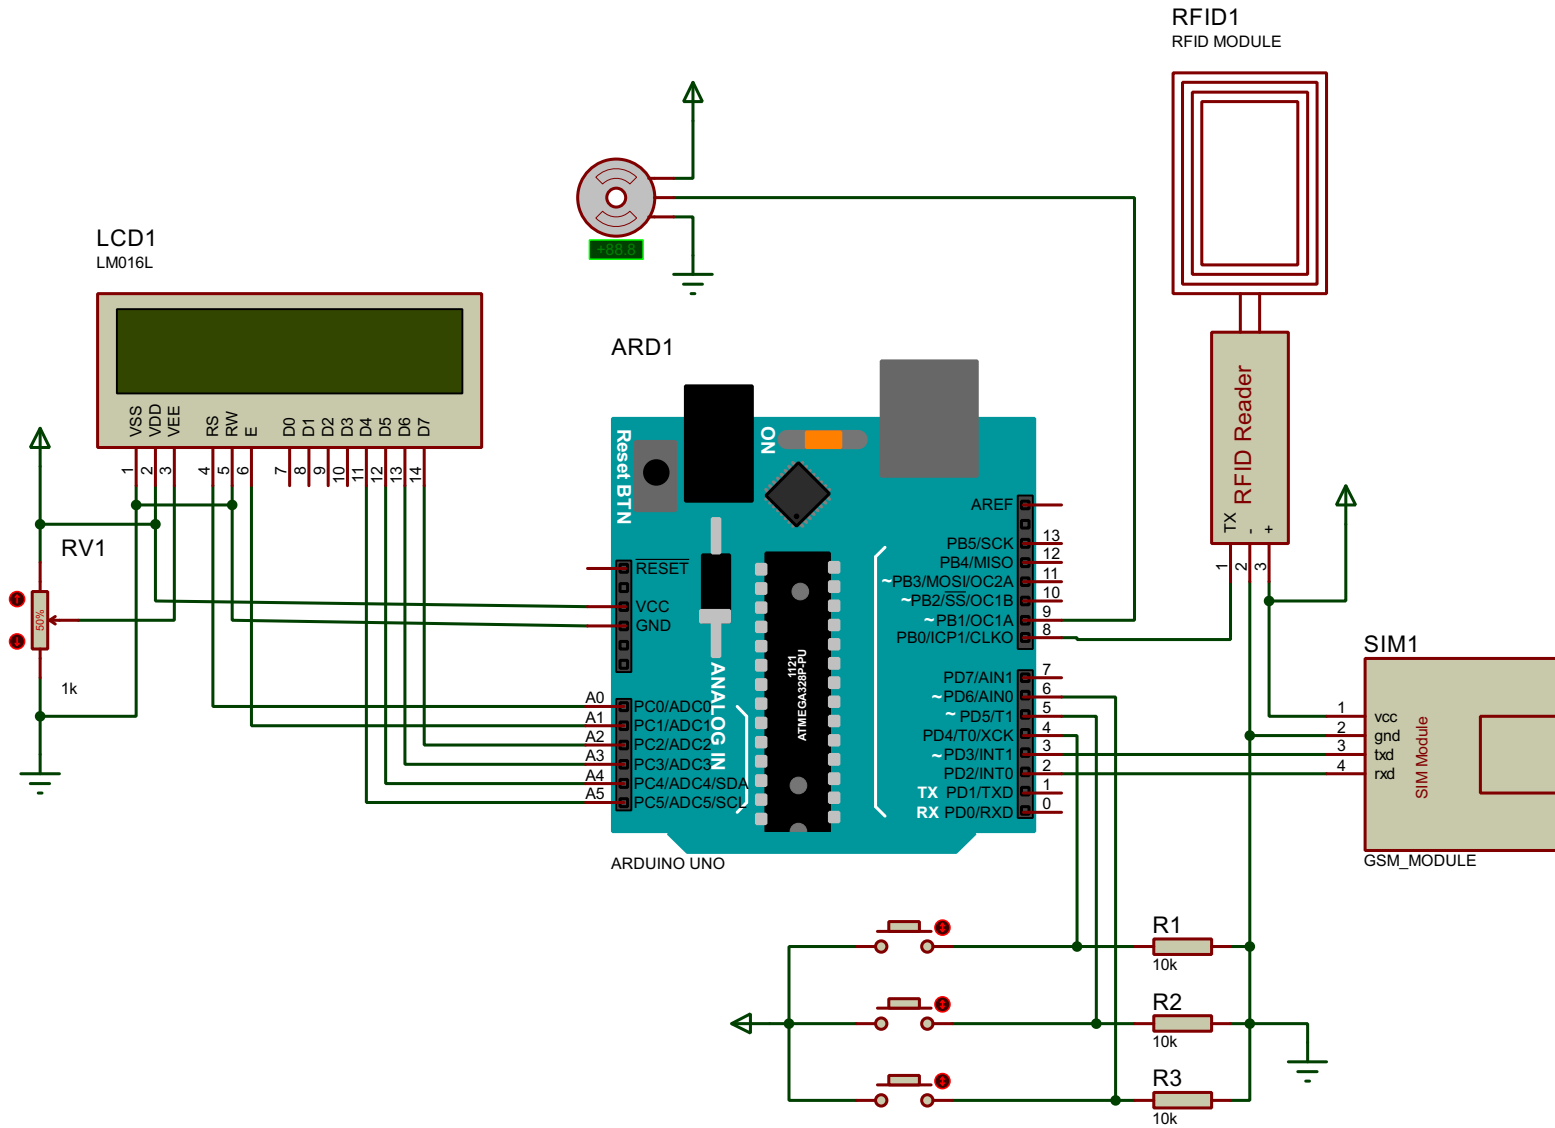 RFID1
RFID MODULE
LCD1
LM016L
+88.8
VSS
VDD
VEE
RS
RW
E
D0
D1
D2
D3
D4
D5
D6
D7
1
2
3
4
5
6
7
8
9
10
11
12
13
14
RV1
50%
1k
ARD1
Reset BTN
ON
RESET
VCC
GND
ANALOG IN
A0 PC0/ADC0
A1 PC1/ADC1
A2 PC2/ADC2
A3 PC3/ADC3
A4 PC4/ADC4/SDA
A5 PC5/ADC5/SCL
1121
ATMEGA328P-PU
AREF
PB5/SCK 13
PB4/MISO 12
~PB3/MOSI/OC2A 11
~PB2/SS/OC1B 10
~PB1/OC1A 9
PB0/ICP1/CLKO 8
PD7/AIN1 7
~PD6/AIN0 6
~PD5/T1 5
PD4/T0/XCK 4
~PD3/INT1 3
PD2/INT0 2
TX PD1/TXD 1
RX PD0/RXD 0
ARDUINO UNO
RFID Reader
TX
-
+
1
2
3
SIM1
1 vcc
2 gnd
3 txd
4 rxd
SIM Module
GSM_MODULE
R1
10k
R2
10k
R3
10k